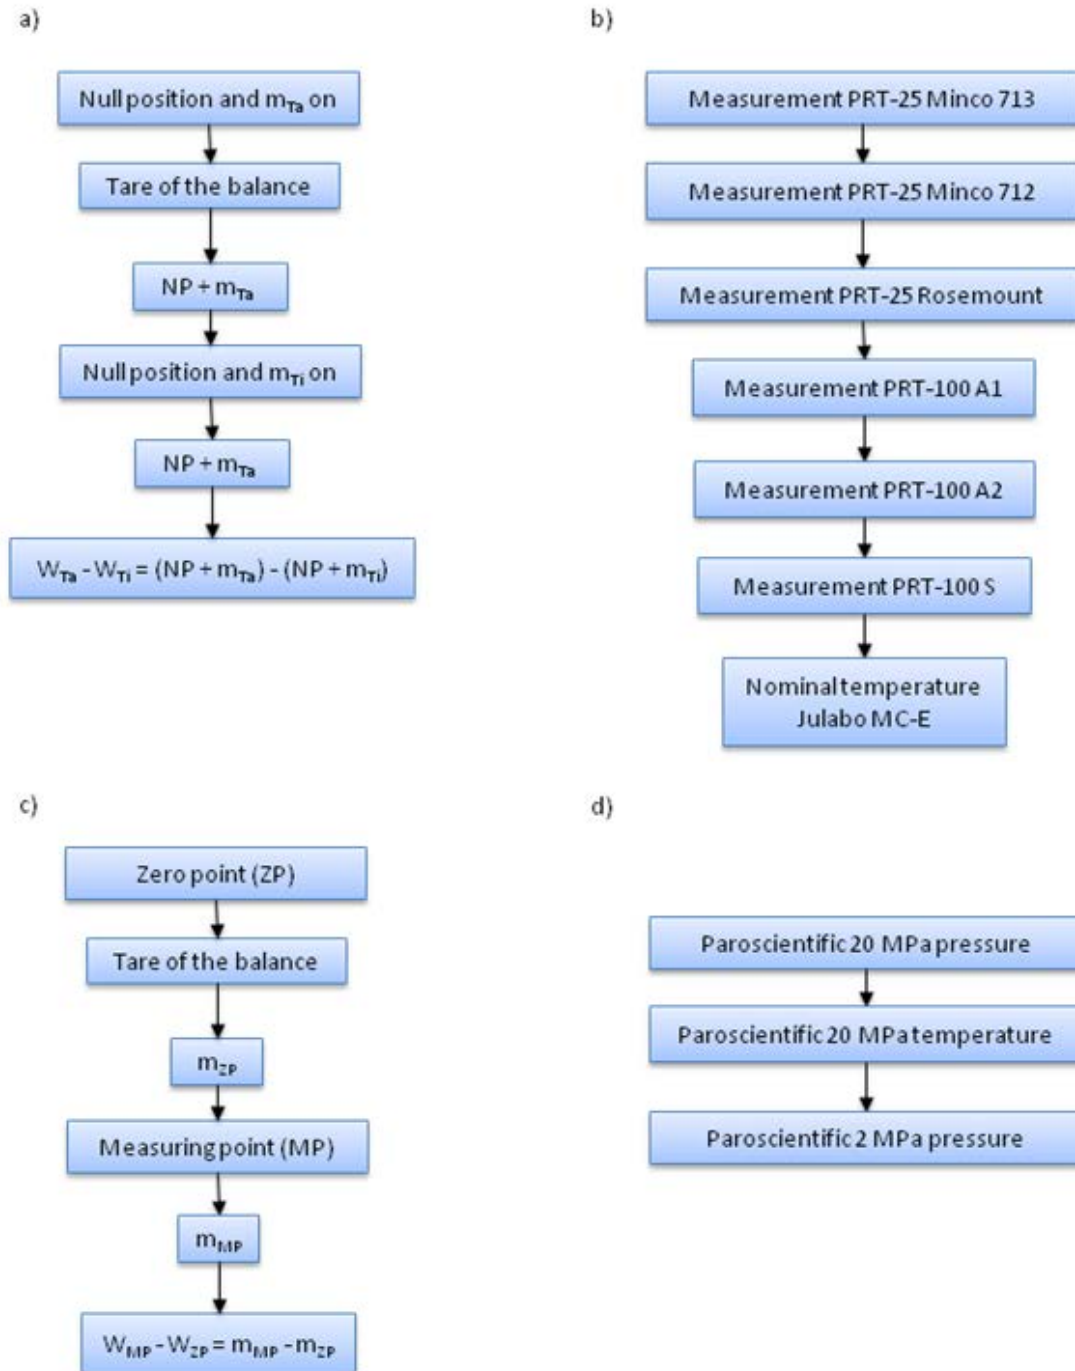 a)
Null position and mTa on
Tare of the balance
NP + mTa
Null position and mTi on
NP + mTa
WTa - WTi = (NP + mTa) - (NP + mTi)
b)
Measurement PRT-25 Minco 713
Measurement PRT-25 Minco 712
Measurement PRT-25 Rosemount
Measurement PRT-100 A1
Measurement PRT-100 A2
Measurement PRT-100 S
Nominal temperature
Julabo MC-E
c)
Zero point (ZP)
Tare of the balance
mZP
Measuring point (MP)
mMP
WMP - WZP = mMP - mZP
d)
Paroscientific 20 MPa pressure
Paroscientific 20 MPa temperature
Paroscientific 2 MPa pressure